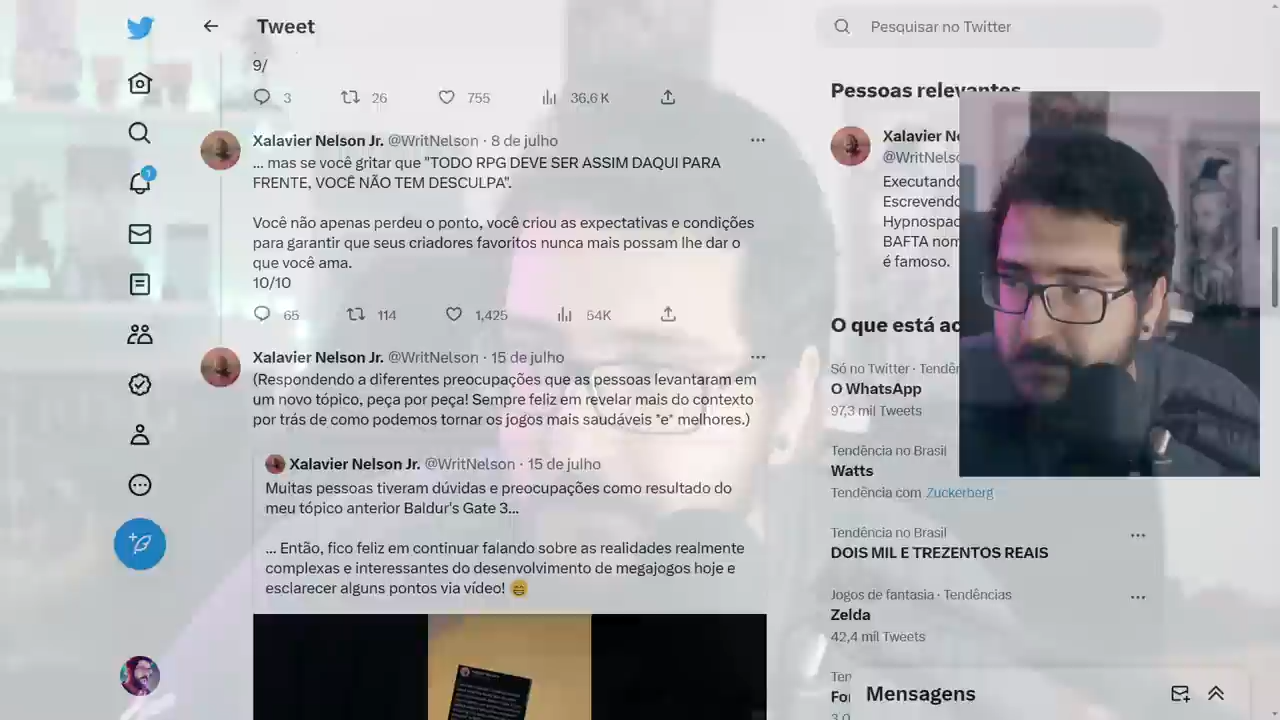 Tweet
Pesquisar no Twitter
9/
3 26 755 36,6 K
Pessoas relevantes
Xalavier Nelson Jr. @WritNelson · 8 de julho
... mas se você gritar que "TODO RPG DEVE SER ASSIM DAQUI PARA
FRENTE, VOCÊ NÃO TEM DESCULPA".
Você não apenas perdeu o ponto, você criou as expectativas e condições
para garantir que seus criadores favoritos nunca mais possam lhe dar o
que você ama.
10/10
65 114 1,425 54K
Xalavier Nelson Jr. @WritNelson · 15 de julho
(Respondendo a diferentes preocupações que as pessoas levantaram em
um novo tópico, peça por peça! Sempre feliz em revelar mais do contexto
por trás de como podemos tornar os jogos mais saudáveis *e* melhores.)
Xalavier Nelson Jr. @WritNelson · 15 de julho
Muitas pessoas tiveram dúvidas e preocupações como resultado do
meu tópico anterior Baldur's Gate 3...
... Então, fico feliz em continuar falando sobre as realidades realmente
complexas e interessantes do desenvolvimento de megajogos hoje e
esclarecer alguns pontos via vídeo! 😄
Xalavier
@WritNels
Executando
Escrevendo
Hypnospac
BAFTA nom
é famoso.
O que está
Só no Twitter ·
O WhatsApp
97,3 mil Tweets
Tendência no Brasil
Watts
Tendência com Zuckerberg
Tendência no Brasil
DOIS MIL E TREZENTOS REAIS
Jogos de fantasia · Tendências
Zelda
42,4 mil Tweets
Mensagens